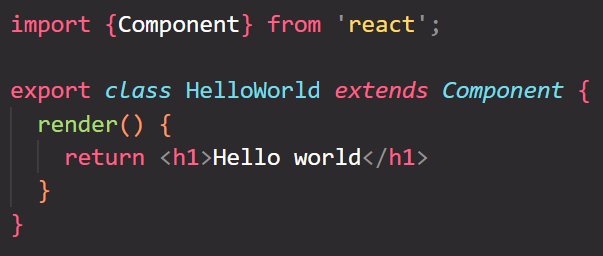 import {Component} from 'react';
export class HelloWorld extends Component {
render() {
return <h1>Hello world</h1>
}
}